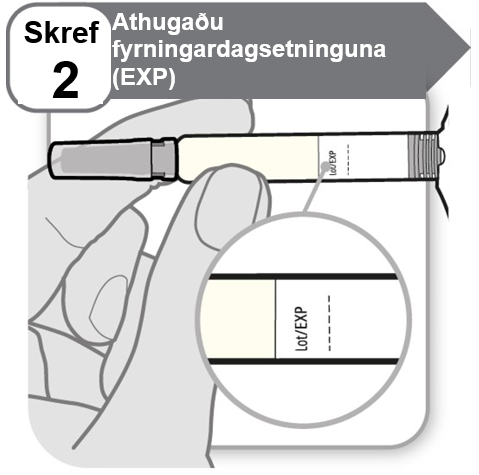 Skref
2
Athugaðu
fyrningardagsetninguna
(EXP)
Lot/EXP
Lot/EXP